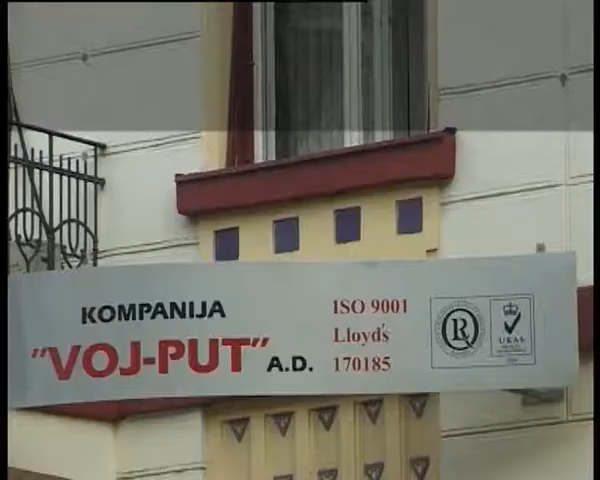 KOMPANIJA
"VOJ-PUT" A.D.
ISO 9001
Lloyd's
170185
R
UKAS